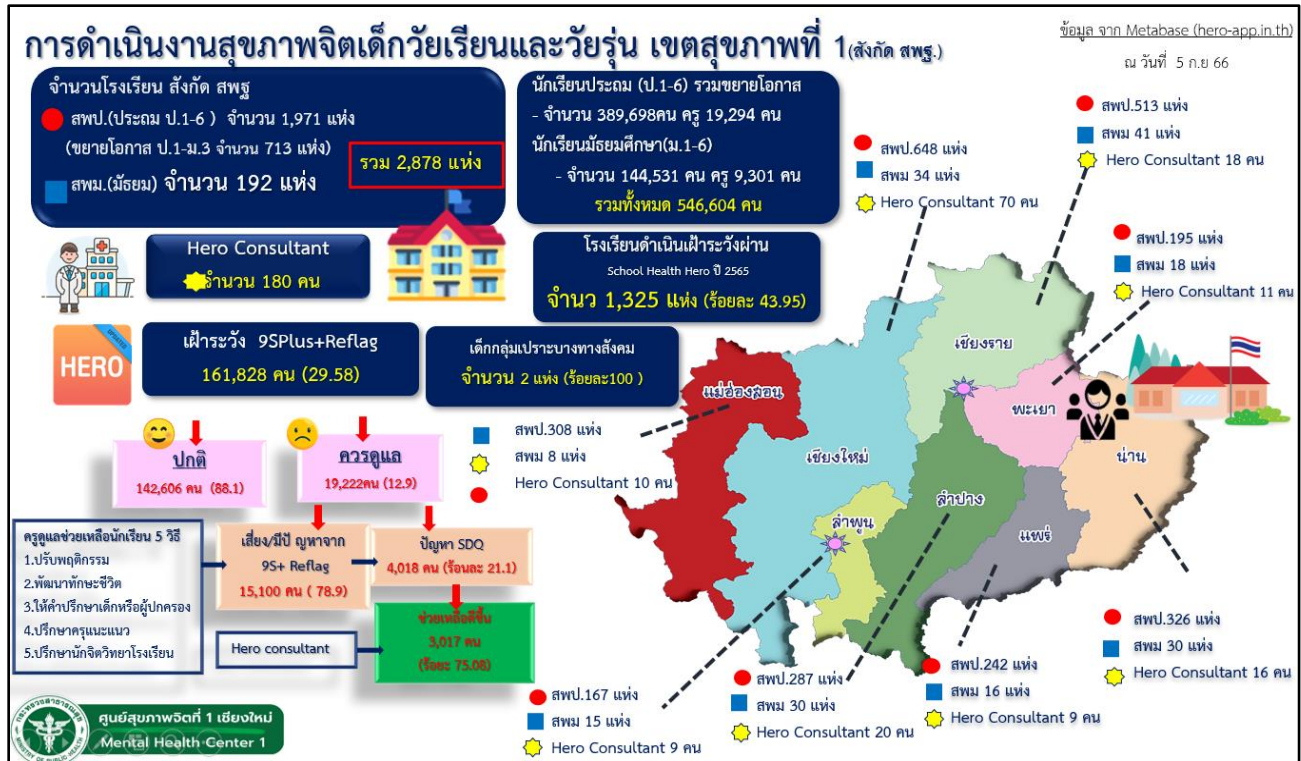 การดำเนินงานสุขภาพจิตเด็กวัยเรียนและวัยรุ่น เขตสุขภาพที่ 1(สังกัด สพฐ.)
ข้อมูล จาก Metabase (hero-app.in.th)
ณ วันที่ 5 ก.ย 66
จำนวนโรงเรียน สังกัด สพฐ
สพป.(ประถม ป.1-6 ) จำนวน 1,971 แห่ง
(ขยายโอกาส ป.1-ม.3 จำนวน 713 แห่ง)
สพม.(มัธยม) จำนวน 192 แห่ง
รวม 2,878 แห่ง
นักเรียนประถม (ป.1-6) รวมขยายโอกาส
- จำนวน 389,698คน ครู 19,294 คน
นักเรียนมัธยมศึกษา(ม.1-6)
- จำนวน 144,531 คน ครู 9,301 คน
รวมทั้งหมด 546,604 คน
Hero Consultant
จำนวน 180 คน
โรงเรียนดำเนินเฝ้าระวังผ่าน
School Health Hero ปี 2565
จำนว 1,325 แห่ง (ร้อยละ 43.95)
HERO
UPDATED
เฝ้าระวัง 9SPlus+Reflag
161,828 คน (29.58)
เด็กกลุ่มเปราะบางทางสังคม
จำนวน 2 แห่ง (ร้อยละ100 )
ปกติ
142,606 คน (88.1)
ควรดูแล
19,222คน (12.9)
ครูดูแลช่วยเหลือนักเรียน 5 วิธี
1.ปรับพฤติกรรม
2.พัฒนาทักษะชีวิต
3.ให้คำปรึกษาเด็กหรือผู้ปกครอง
4.ปรึกษาครูแนะแนว
5.ปรึกษานักจิตวิทยาโรงเรียน
เสี่ยง/มีปัญหาจาก
9S+ Reflag
15,100 คน ( 78.9)
ปัญหา SDQ
4,018 คน (ร้อนละ 21.1)
Hero consultant
ช่วยเหลือดีขึ้น
3,017 คน
(ร้อยะ 75.08)
สพป.648 แห่ง
สพม 34 แห่ง
Hero Consultant 70 คน
สพป.513 แห่ง
สพม 41 แห่ง
Hero Consultant 18 คน
สพป.195 แห่ง
สพม 18 แห่ง
Hero Consultant 11 คน
เชียงราย
พะเยา
น่าน
แม่ฮ่องสอน
เชียงใหม่
ลำปาง
ลำพูน
แพร่
สพป.308 แห่ง
สพม 8 แห่ง
Hero Consultant 10 คน
สพป.326 แห่ง
สพม 30 แห่ง
Hero Consultant 16 คน
สพป.242 แห่ง
สพม 16 แห่ง
Hero Consultant 9 คน
สพป.287 แห่ง
สพม 30 แห่ง
Hero Consultant 20 คน
สพป.167 แห่ง
สพม 15 แห่ง
Hero Consultant 9 คน
กระทรวงสาธารณสุข
MINISTRY OF PUBLIC HEALTH
ศูนย์สุขภาพจิตที่ 1 เชียงใหม่
Mental Health Center 1